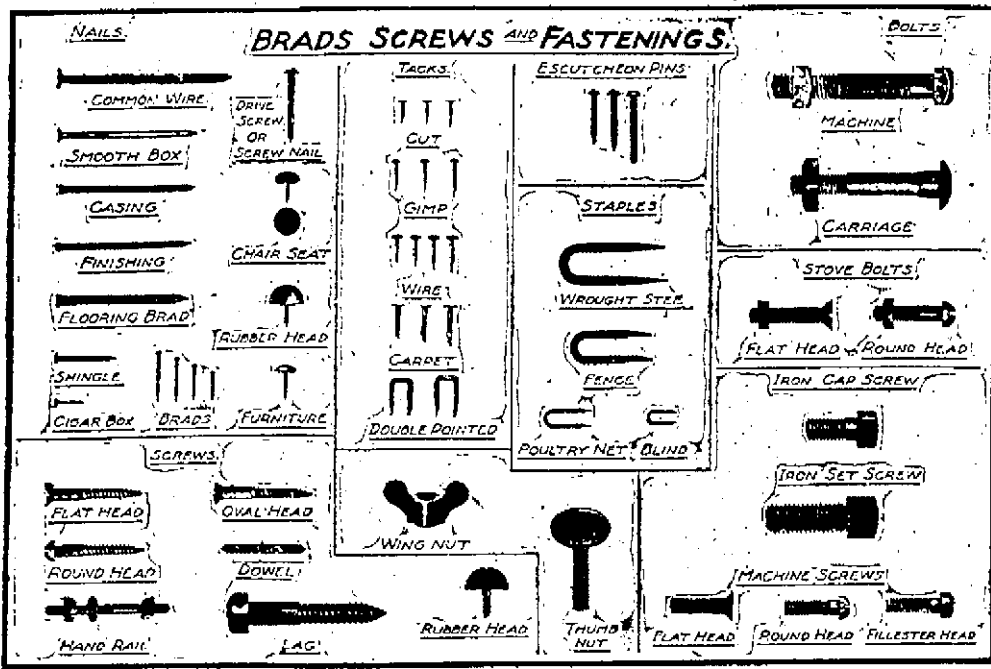 BRADS SCREWS AND FASTENINGS.
NAILS.
COMMON WIRE.
SMOOTH BOX
CASING
FINISHING
FLOORING BRAD
SHINGLE
CIGAR BOX
BRADS
DRIVE
SCREW
OR
SCREW NAIL
CHAIR SEAT
RUBBER HEAD
FURNITURE
TACKS.
CUT
GIMP
WIRE
CARPET
DOUBLE POINTED
ESCUTCHEON PINS
STAPLES
WROUGHT STEE
FENCE
POULTRY NET
BLIND
BOLTS
MACHINE
CARRIAGE
STOVE BOLTS
FLAT HEAD
ROUND HEAD
IRON CAP SCREW
IRON SET SCREW
MACHINE SCREWS
FLAT HEAD
ROUND HEAD
FILLESTER HEAD
SCREWS.
FLAT HEAD
OVAL HEAD
ROUND HEAD
DOWEL
HAND RAIL
LAG
WING NUT
RUBBER HEAD
THUMB
NUT